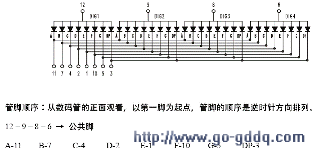 12 9 8 6
DIG1 DIG2 DIG3 DIG4
11 7 4 2 1 10 5 3
管脚顺序：从数码管的正面观看，以第一脚为起点，管脚的顺序是逆时针方向排列。
12-9-8-6 → 公共脚
A-11 B-7 C-4 D-2 E-1 F-10 G-5 DP-3
http://www.go-gddq.com